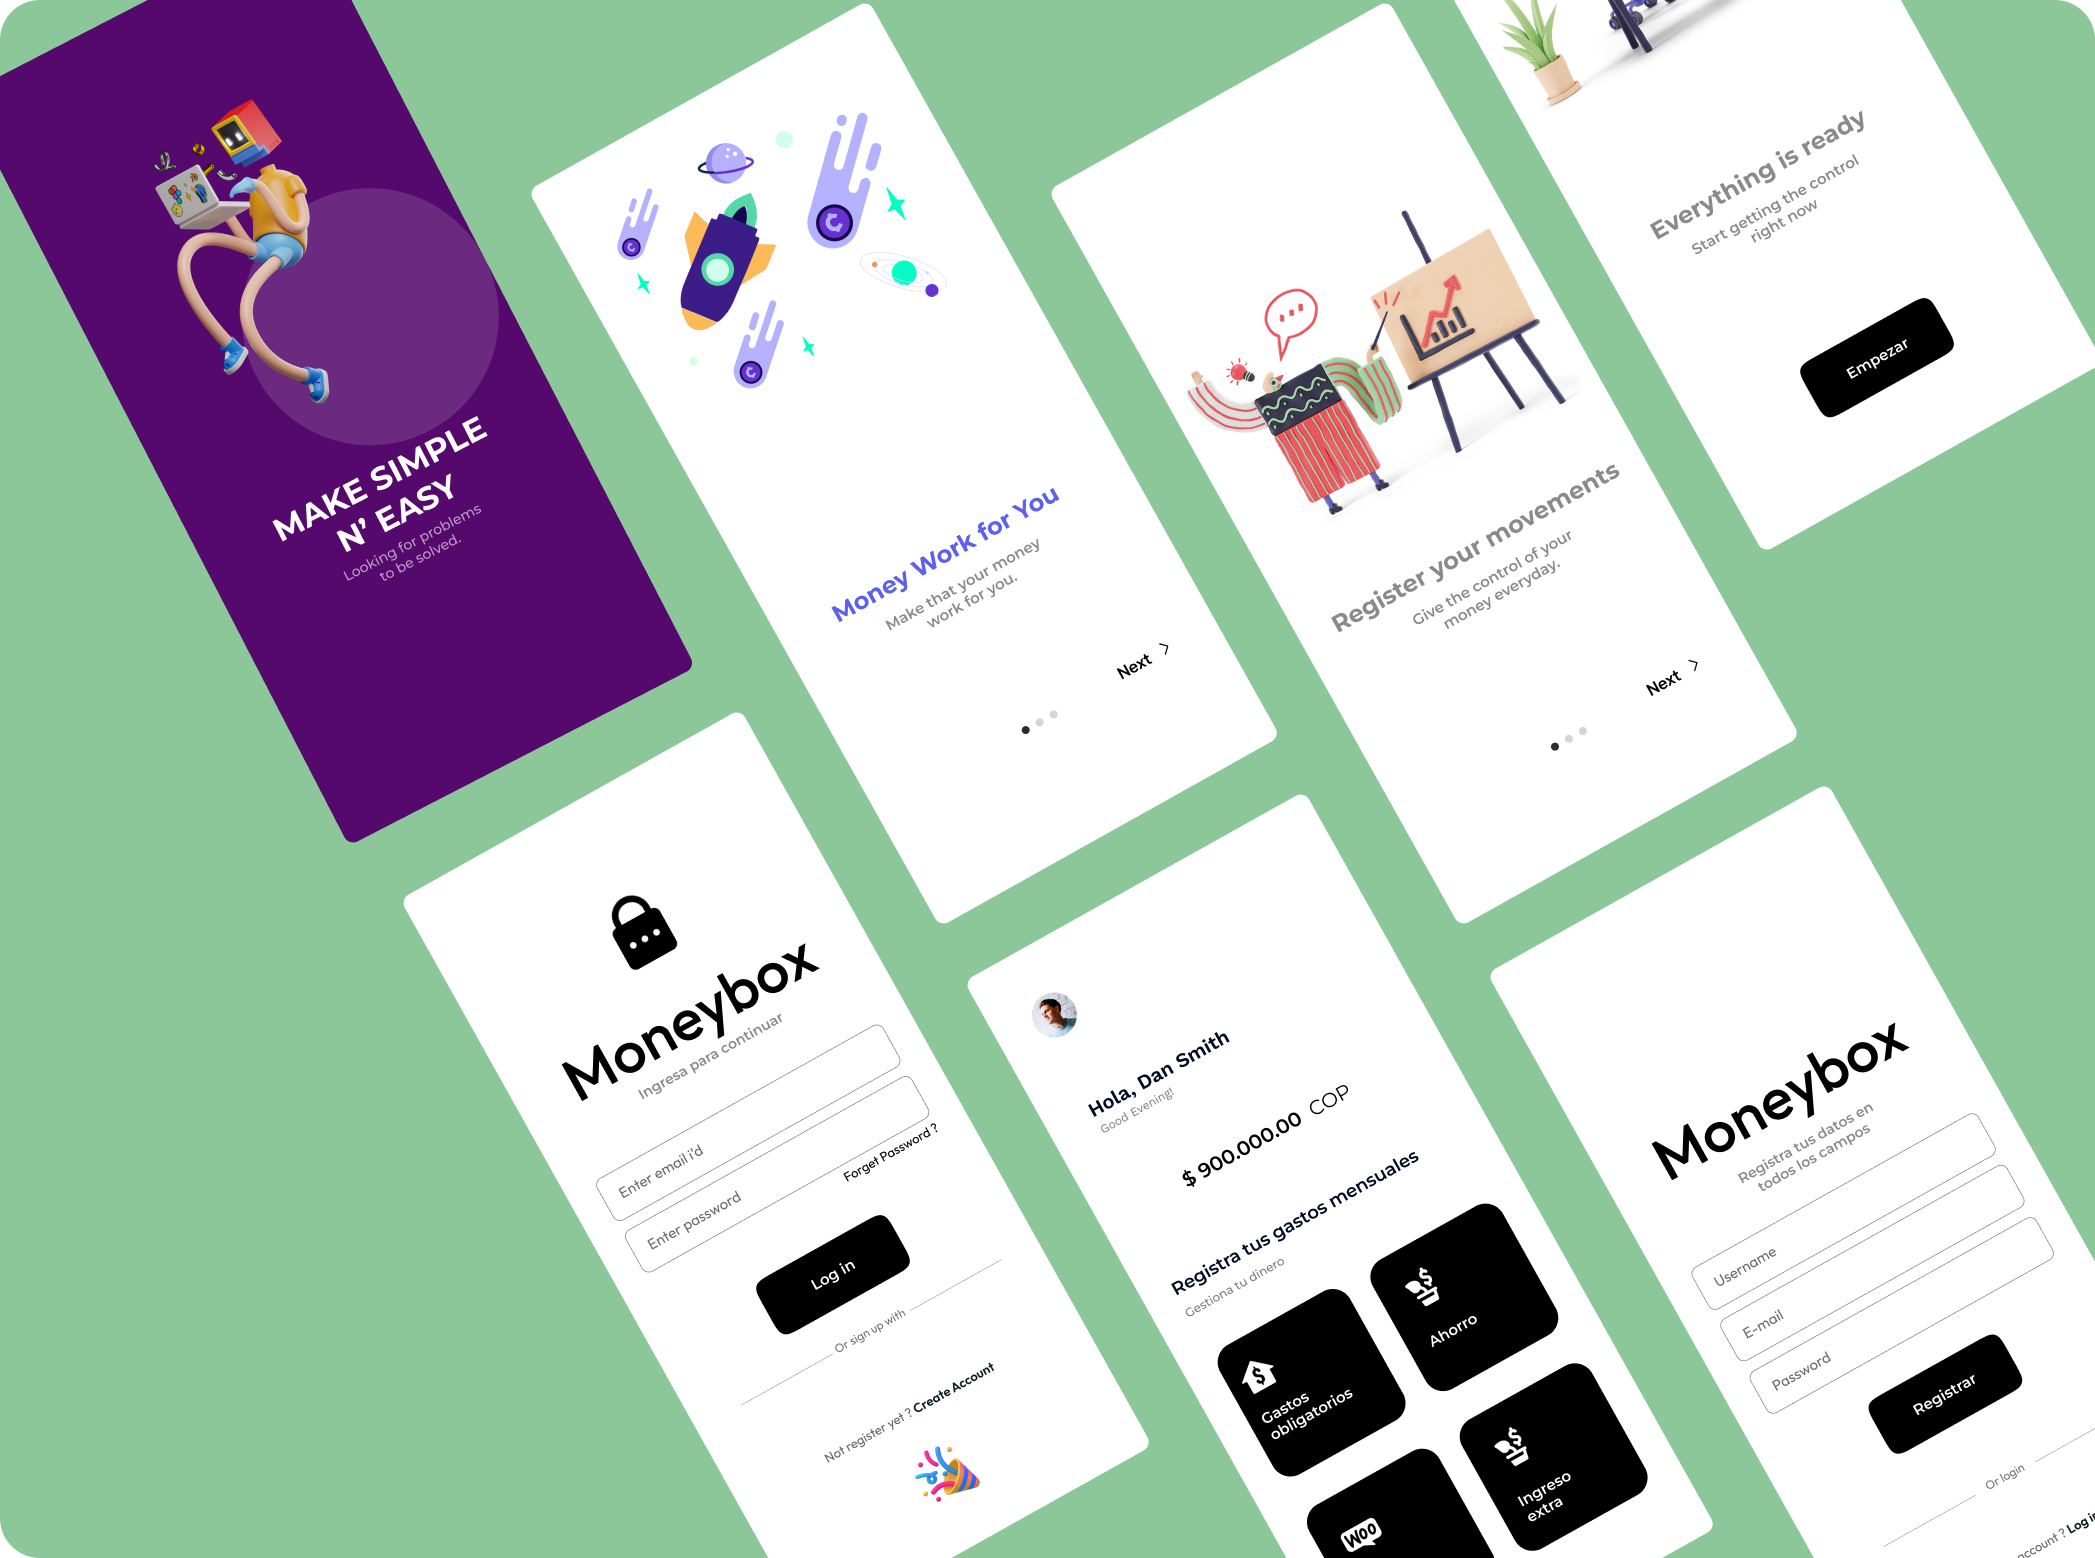 MAKE SIMPLE
N' EASY
Looking for problems
to be solved.
Money Work for You
Make that your money
work for you.
Next
Register your movements
Give the control of your
money everyday.
Next
Everything is ready
Start getting the control
right now
Empezar
Moneybox
Ingresa para continuar
Enter email i'd
Enter password
Forget Password ?
Log in
Or sign up with
Not register yet ? Create Account
Hola, Dan Smith
Good Evening!
$ 900.000.00 COP
Registra tus gastos mensuales
Gestiona tu dinero
Gastos
obligatorios
Ahorro
Ingreso
extra
Woo
Moneybox
Registra tus datos en
todos los campos
Username
E-mail
Password
Registrar
Or login
account ? Log in